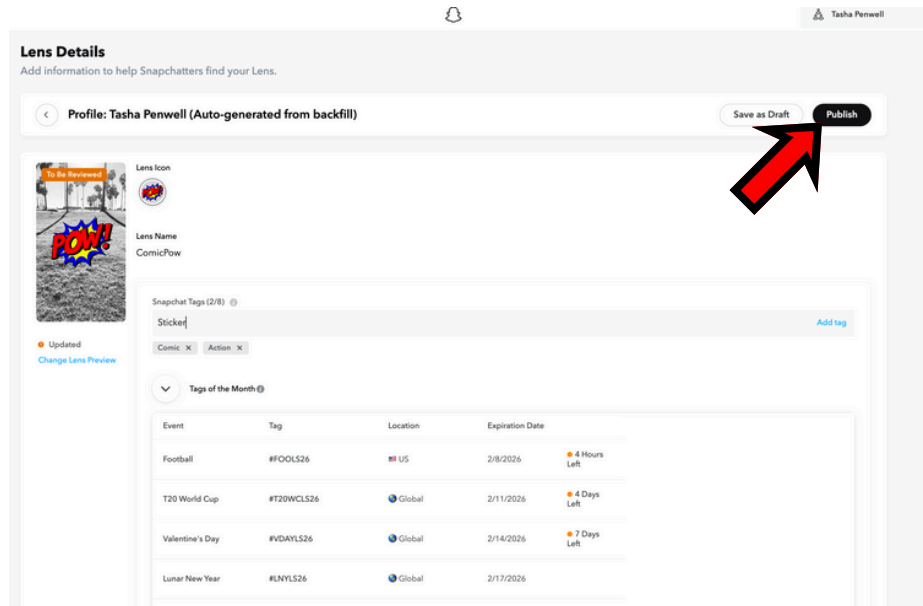 Tasha Penwell
Lens Details
Add information to help Snapchatters find your Lens.
Profile: Tasha Penwell (Auto-generated from backfill)
Save as Draft
Publish
To Be Reviewed
POW!
Lens Icon
POW!
Lens Name
ComicPow
Snapchat Tags (2/8)
Sticker
Add tag
Comic ×
Action ×
Updated
Change Lens Preview
Tags of the Month
Event Tag Location Expiration Date
Football #FOOLS26 US 2/8/2026 4 Hours
Left
T20 World Cup #T20WCLS26 Global 2/11/2026 4 Days
Left
Valentine's Day #VDAYLS26 Global 2/14/2026 7 Days
Left
Lunar New Year #LNYLS26 Global 2/17/2026